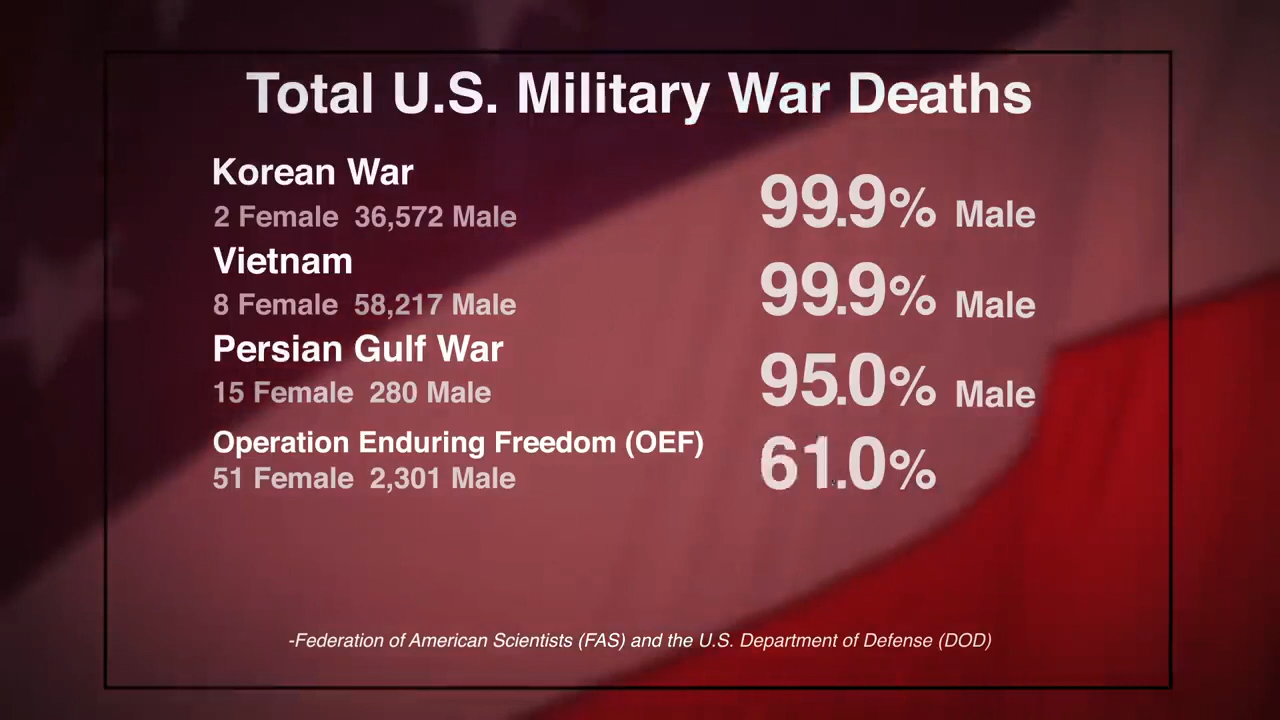 Total U.S. Military War Deaths
Korean War
2 Female 36,572 Male
99.9% Male
Vietnam
8 Female 58,217 Male
99.9% Male
Persian Gulf War
15 Female 280 Male
95.0% Male
Operation Enduring Freedom (OEF)
51 Female 2,301 Male
61.0%
-Federation of American Scientists (FAS) and the U.S. Department of Defense (DOD)